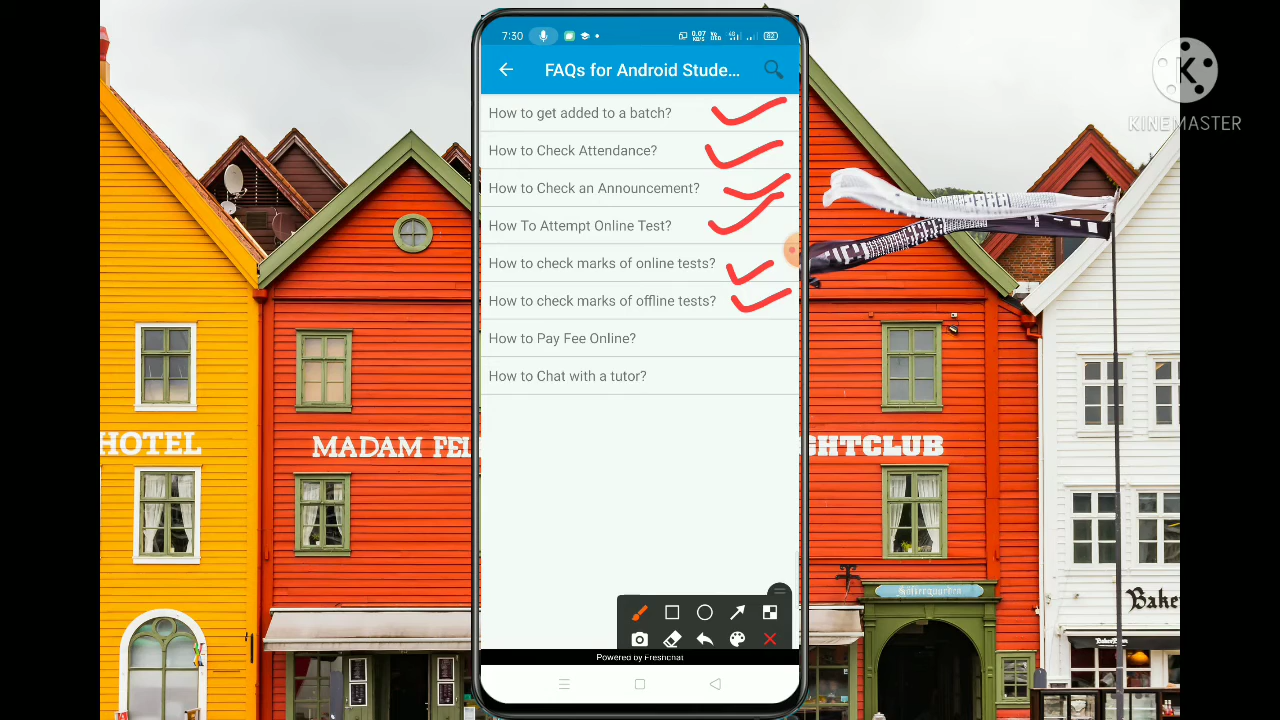 7:30
FAQs for Android Stude...
How to get added to a batch?
How to Check Attendance?
How to Check an Announcement?
How To Attempt Online Test?
How to check marks of online tests?
How to check marks of offline tests?
How to Pay Fee Online?
How to Chat with a tutor?
Powered by Freshchat
K
KINEMASTER
HOTEL
MADAM FEL
GHTCLUB
Bake